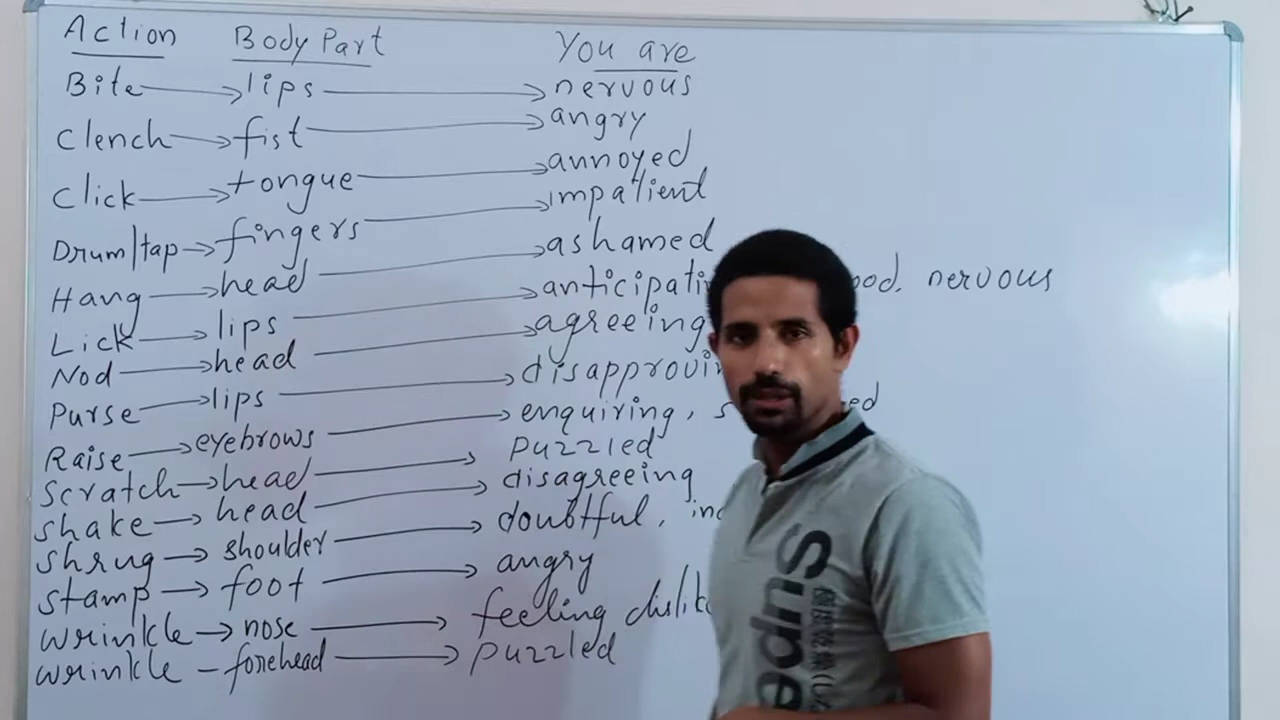 Action Body Part You are
Bite → lips → nervous
Clench → fist → angry
Click → tongue → annoyed
Drum/tap → fingers → impatient
Hang → head → ashamed
Lick → lips → nervous
Nod → head → agreeing
Purse → lips →
Raise → eyebrows → enquiring,
Scratch → head → puzzled
Shake → head → disagreeing
Shrug → shoulder → doubtful,
Stamp → foot → angry
Wrinkle → nose → feeling
Wrinkle - forehead → puzzled